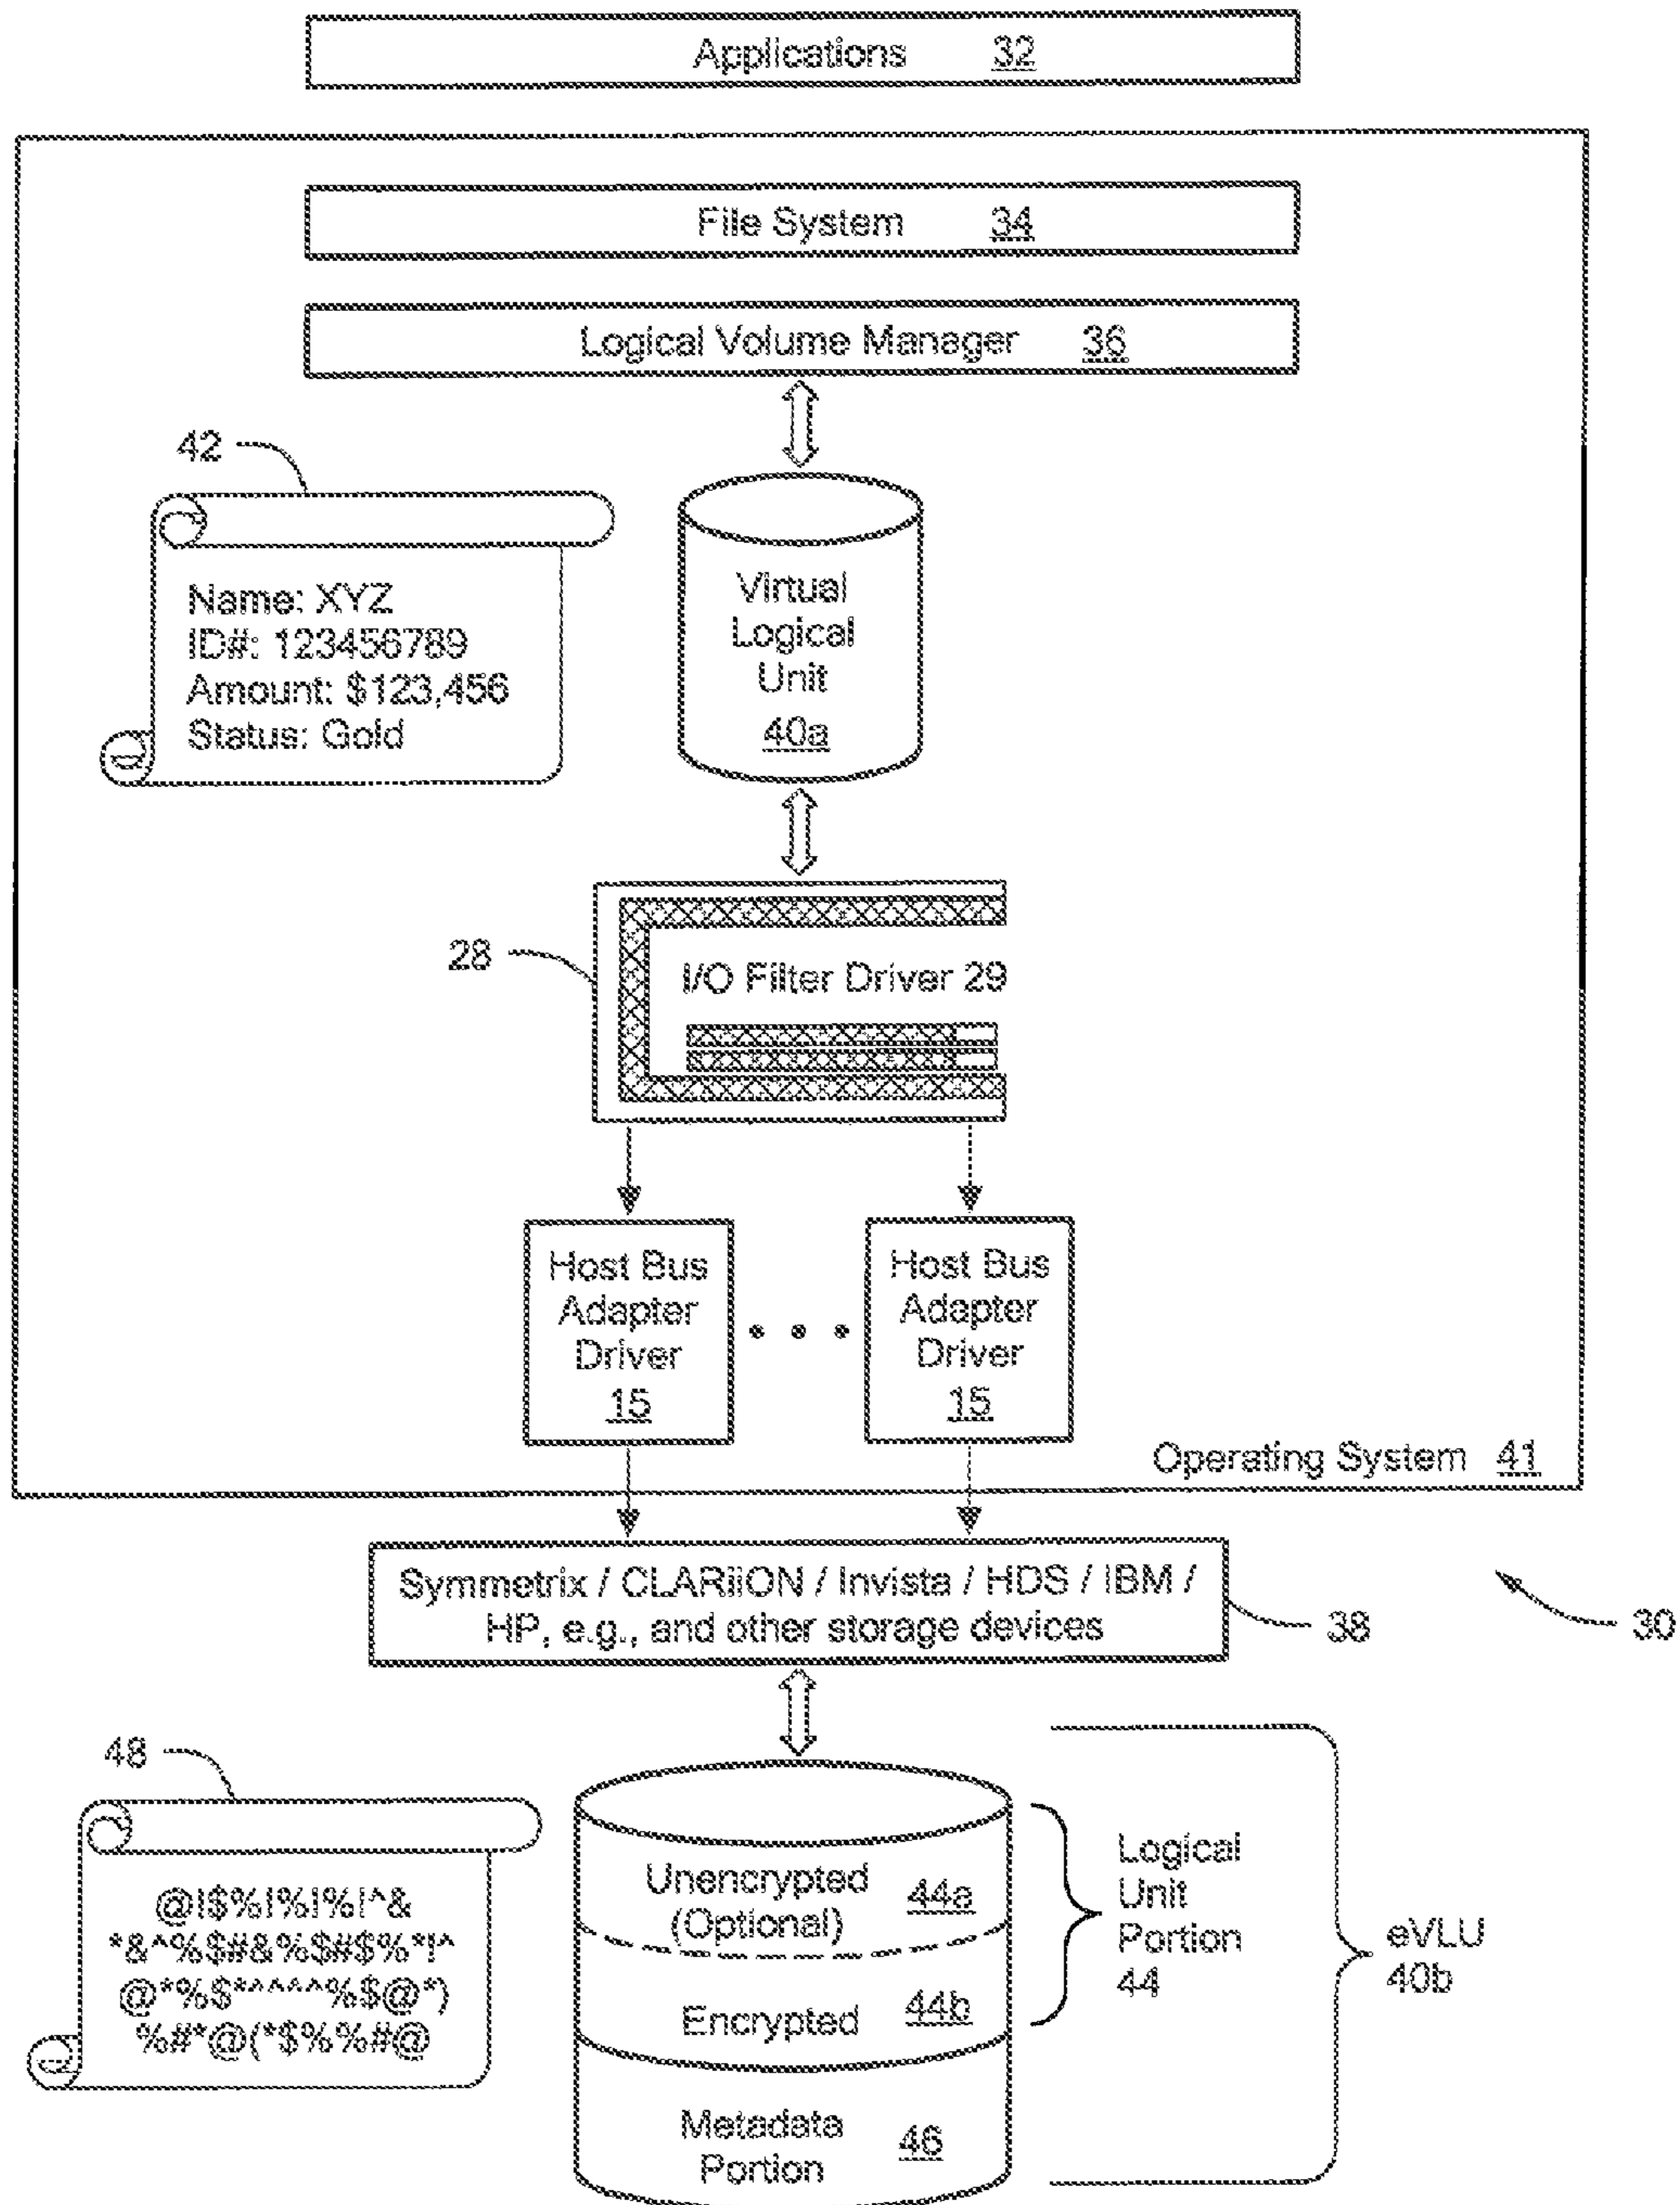 Applications 32
File System 34
Logical Volume Manager 36
42
Name: XYZ
ID#: 123456789
Amount: $123,456
Status: Gold
Virtual
Logical
Unit
40a
28
I/O Filter Driver 29
Host Bus
Adapter
Driver
15
Host Bus
Adapter
Driver
15
Operating System 41
Symmetrix / CLARiiON / Invista / HDS / IBM /
HP, e.g., and other storage devices
38
30
48
@!$%!%!%!^&
*&^%$#&%$#$%*!^
@*%$*^^^^%$@*)
%#*@(*$%%#@
Unencrypted
(Optional)
44a
Encrypted 44b
Metadata
Portion
46
Logical
Unit
Portion
44
eVLU
40b